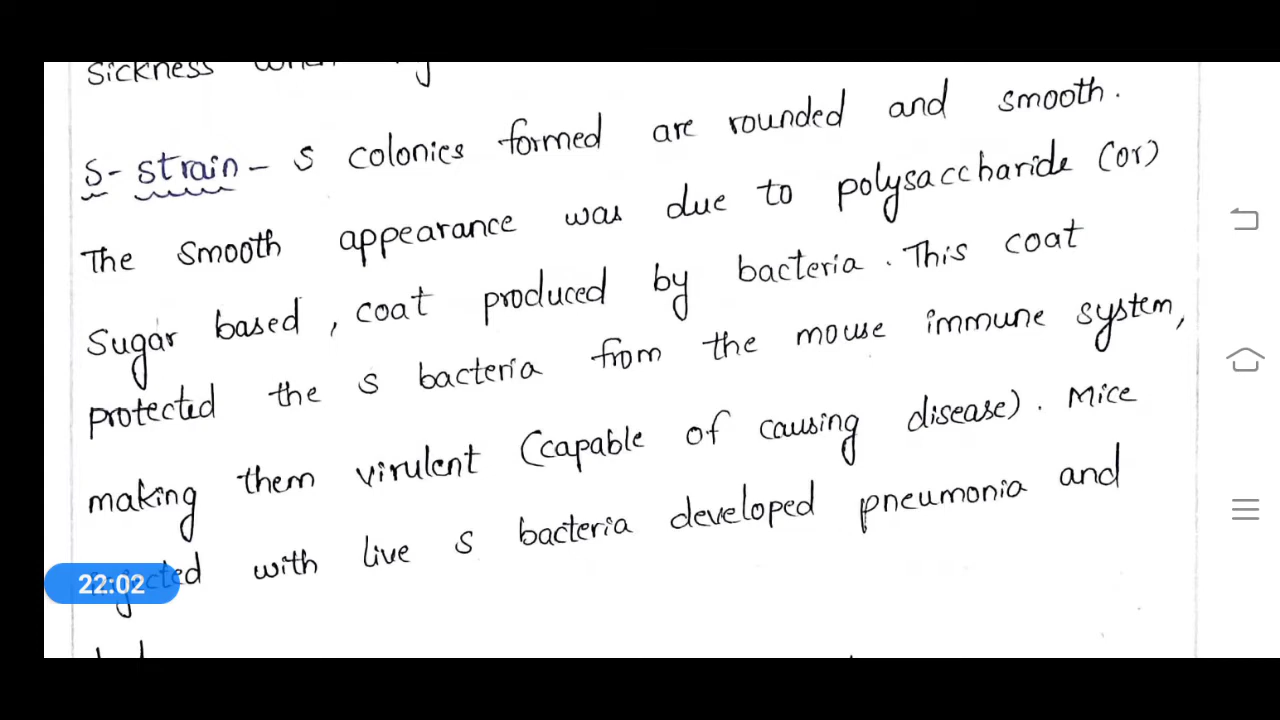 Sickness when
S- strain - S colonies formed are rounded and smooth.
The smooth appearance was due to polysaccharide (or)
Sugar based, coat produced by bacteria. This coat
protected the S bacteria from the mouse immune system,
making them virulent (capable of causing disease). Mice
with live S bacteria developed pneumonia and
22:02